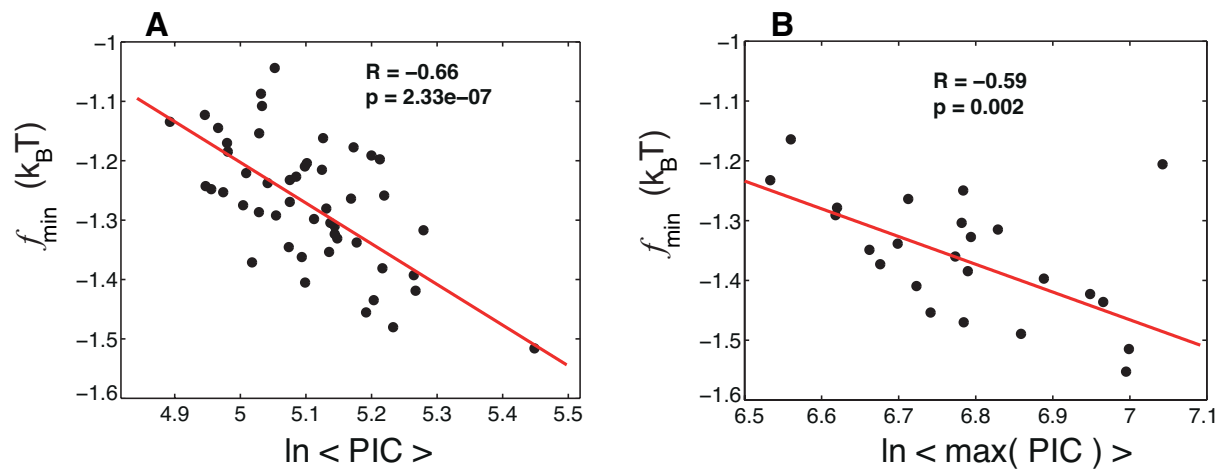 A
R = −0.66
p = 2.33e−07
−1
−1.1
−1.2
−1.3
−1.4
−1.5
−1.6
f_min (k_BT)
4.9 5 5.1 5.2 5.3 5.4 5.5
ln < PIC >
B
R = −0.59
p = 0.002
−1
−1.1
−1.2
−1.3
−1.4
−1.5
−1.6
f_min (k_BT)
6.5 6.6 6.7 6.8 6.9 7 7.1
ln < max( PIC ) >